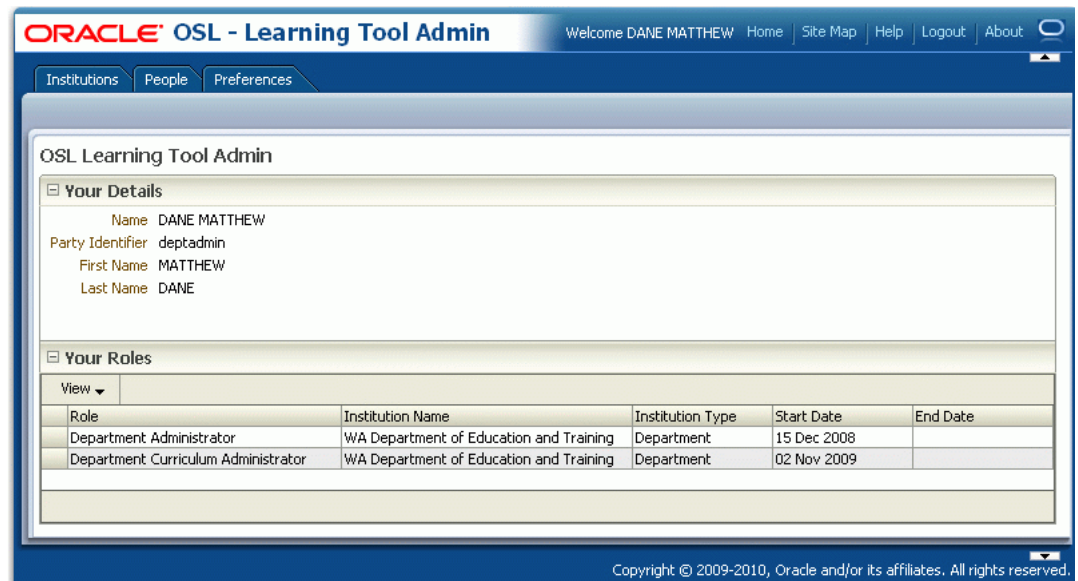 ORACLE OSL - Learning Tool Admin Welcome DANE MATTHEW Home Site Map Help Logout About
Institutions People Preferences
OSL Learning Tool Admin
Your Details
Name DANE MATTHEW
Party Identifier deptadmin
First Name MATTHEW
Last Name DANE
Your Roles
View
Role Institution Name Institution Type Start Date End Date
Department Administrator WA Department of Education and Training Department 15 Dec 2008
Department Curriculum Administrator WA Department of Education and Training Department 02 Nov 2009
Copyright © 2009-2010, Oracle and/or its affiliates. All rights reserved.